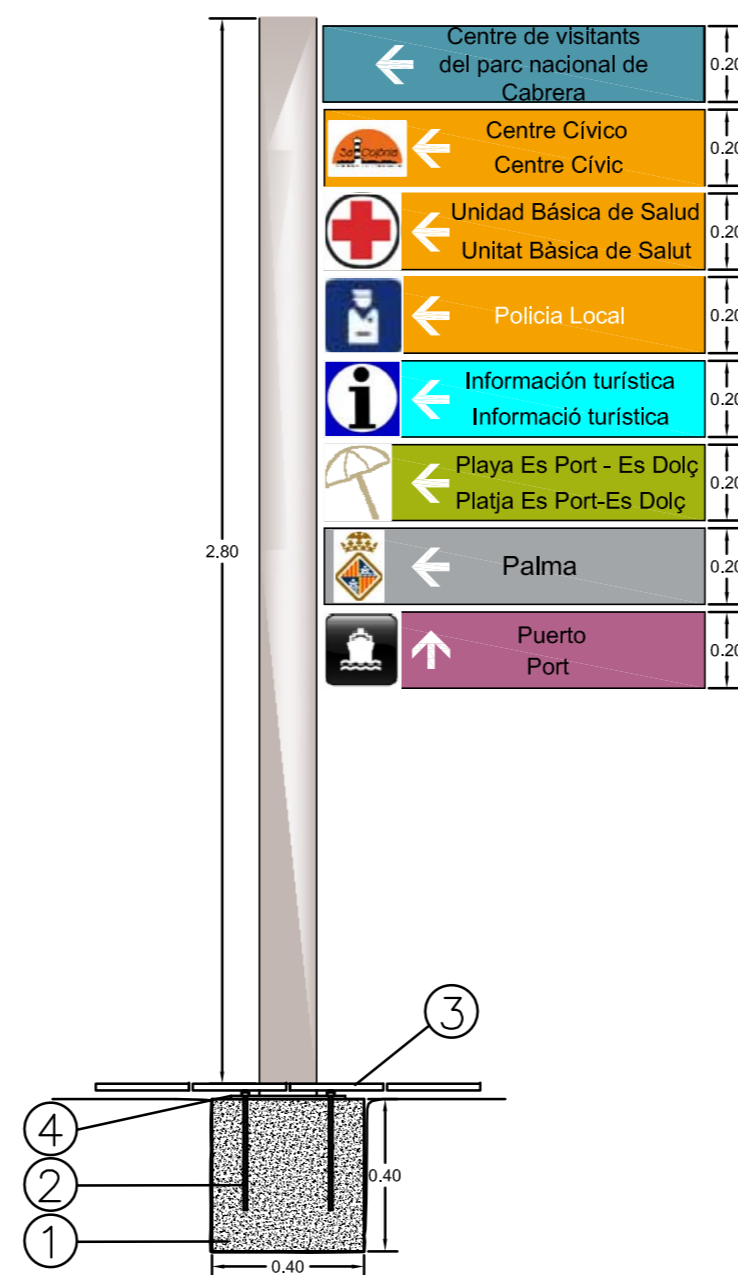 Centre de visitants
del parc nacional de
Cabrera
0.20
Centre Cívico
Centre Cívic
0.20
Unidad Básica de Salud
Unitat Bàsica de Salut
0.20
Policia Local
0.20
i
Información turística
Informació turística
0.20
Playa Es Port - Es Dolç
Platja Es Port-Es Dolç
0.20
2.80
Palma
0.20
Puerto
Port
0.20
3
4
2
0.40
1
0.40